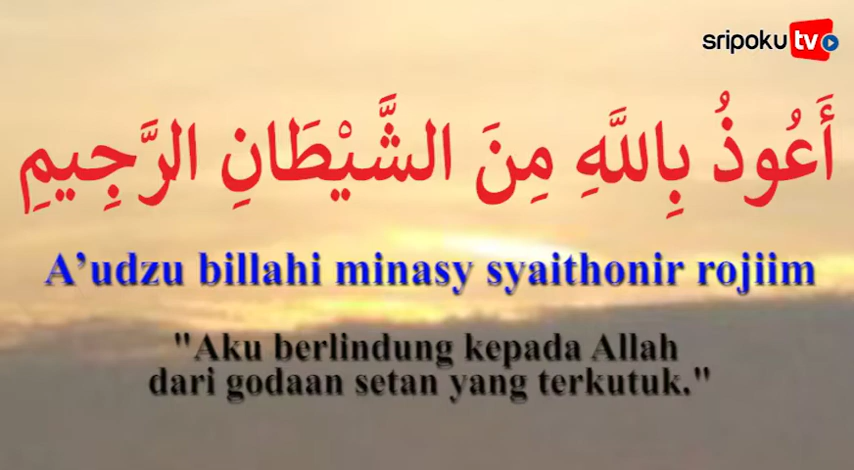 sripoku tv
أَعُوذُ بِاللَّهِ مِنَ الشَّيْطَانِ الرَّجِيمِ
A’udzu billahi minasy syaithonir rojiim
"Aku berlindung kepada Allah
dari godaan setan yang terkutuk."